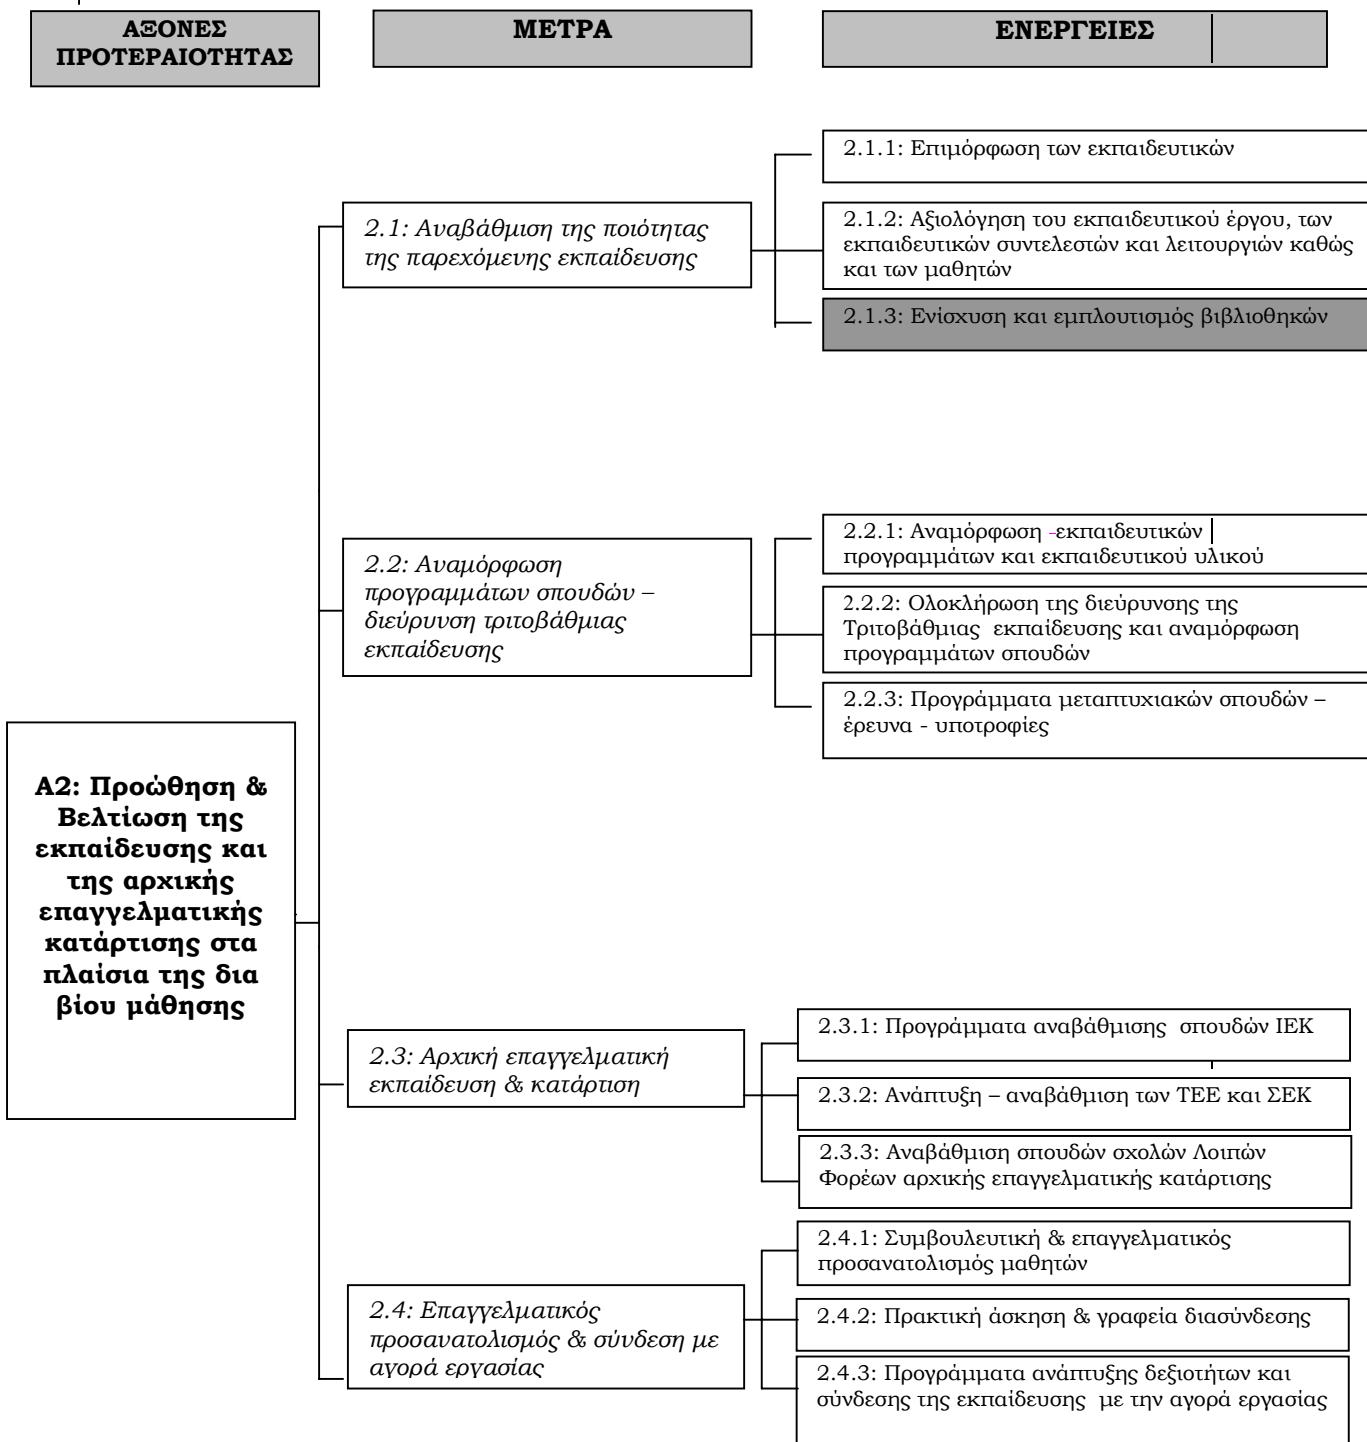 ΑΞΟΝΕΣ
ΠΡΟΤΕΡΑΙΟΤΗΤΑΣ
ΜΕΤΡΑ
ΕΝΕΡΓΕΙΕΣ
Α2: Προώθηση &
Βελτίωση της
εκπαίδευσης και
της αρχικής
επαγγελματικής
κατάρτισης στα
πλαίσια της δια
βίου μάθησης
2.1: Αναβάθμιση της ποιότητας
της παρεχόμενης εκπαίδευσης
2.1.1: Επιμόρφωση των εκπαιδευτικών
2.1.2: Αξιολόγηση του εκπαιδευτικού έργου, των
εκπαιδευτικών συντελεστών και λειτουργιών καθώς
και των μαθητών
2.1.3: Ενίσχυση και εμπλουτισμός βιβλιοθηκών
2.2: Αναμόρφωση
προγραμμάτων σπουδών –
διεύρυνση τριτοβάθμιας
εκπαίδευσης
2.2.1: Αναμόρφωση -εκπαιδευτικών
προγραμμάτων και εκπαιδευτικού υλικού
2.2.2: Ολοκλήρωση της διεύρυνσης της
Τριτοβάθμιας εκπαίδευσης και αναμόρφωση
προγραμμάτων σπουδών
2.2.3: Προγράμματα μεταπτυχιακών σπουδών –
έρευνα - υποτροφίες
2.3: Αρχική επαγγελματική
εκπαίδευση & κατάρτιση
2.3.1: Προγράμματα αναβάθμισης σπουδών ΙΕΚ
2.3.2: Ανάπτυξη – αναβάθμιση των ΤΕΕ και ΣΕΚ
2.3.3: Αναβάθμιση σπουδών σχολών Λοιπών
Φορέων αρχικής επαγγελματικής κατάρτισης
2.4: Επαγγελματικός
προσανατολισμός & σύνδεση με
αγορά εργασίας
2.4.1: Συμβουλευτική & επαγγελματικός
προσανατολισμός μαθητών
2.4.2: Πρακτική άσκηση & γραφεία διασύνδεσης
2.4.3: Προγράμματα ανάπτυξης δεξιοτήτων και
σύνδεσης της εκπαίδευσης με την αγορά εργασίας